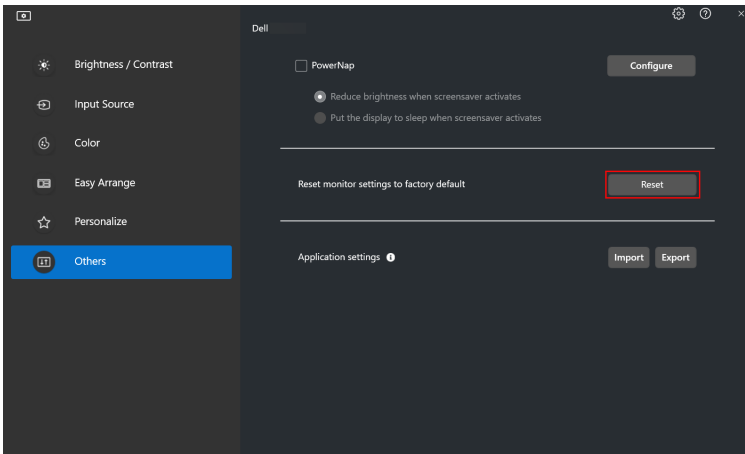 Dell
Brightness / Contrast
Input Source
Color
Easy Arrange
Personalize
Others
PowerNap
Configure
Reduce brightness when screensaver activates
Put the display to sleep when screensaver activates
Reset monitor settings to factory default
Reset
Application settings
Import
Export